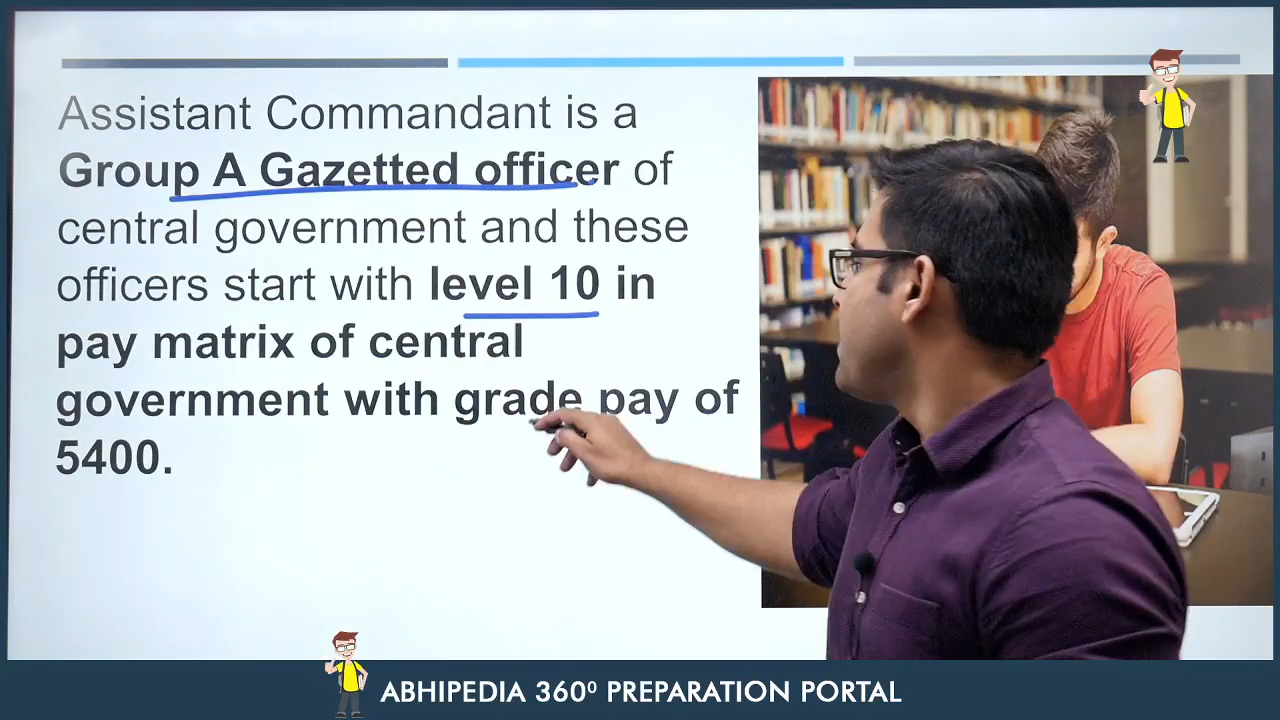 Assistant Commandant is a
Group A Gazetted officer of
central government and these
officers start with level 10 in
pay matrix of central
government with grade pay of
5400.
ABHIPEDIA 360⁰ PREPARATION PORTAL